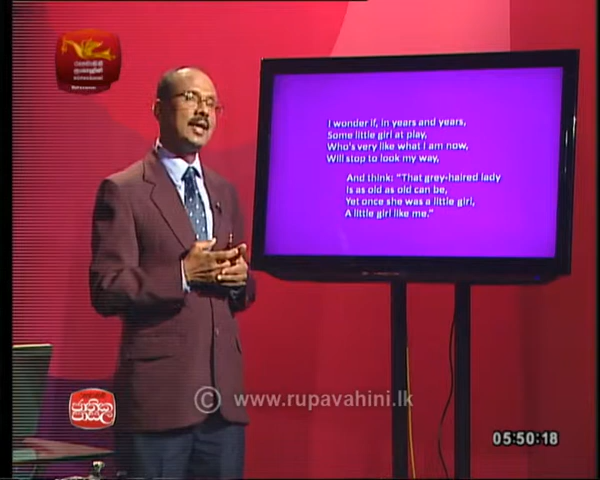 I wonder if, in years and years,
Some little girl at play,
Who's very like what I am now,
Will stop to look my way,
And think: "That grey-haired lady
Is as old as old can be,
Yet once she was a little girl,
A little girl like me."
© www.rupavahini.lk
05:50:18